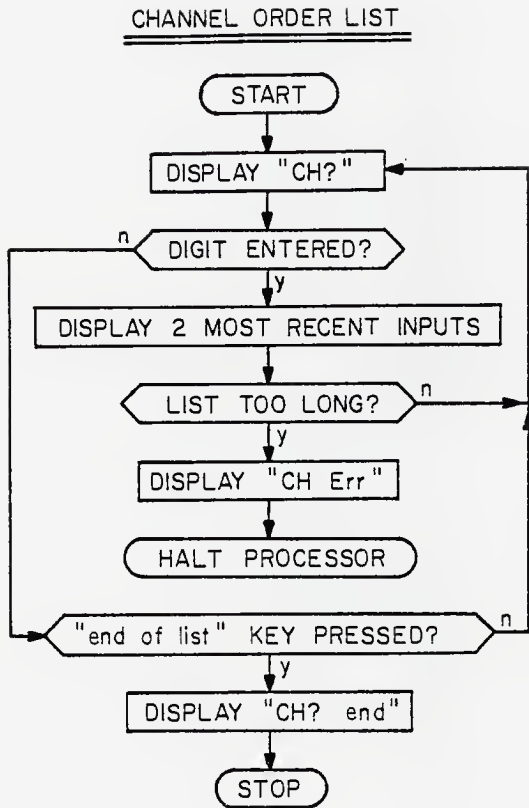 CHANNEL ORDER LIST
START
DISPLAY "CH?"
n
DIGIT ENTERED?
y
DISPLAY 2 MOST RECENT INPUTS
LIST TOO LONG?
n
y
DISPLAY "CH Err"
HALT PROCESSOR
"end of list" KEY PRESSED?
n
y
DISPLAY "CH? end"
STOP